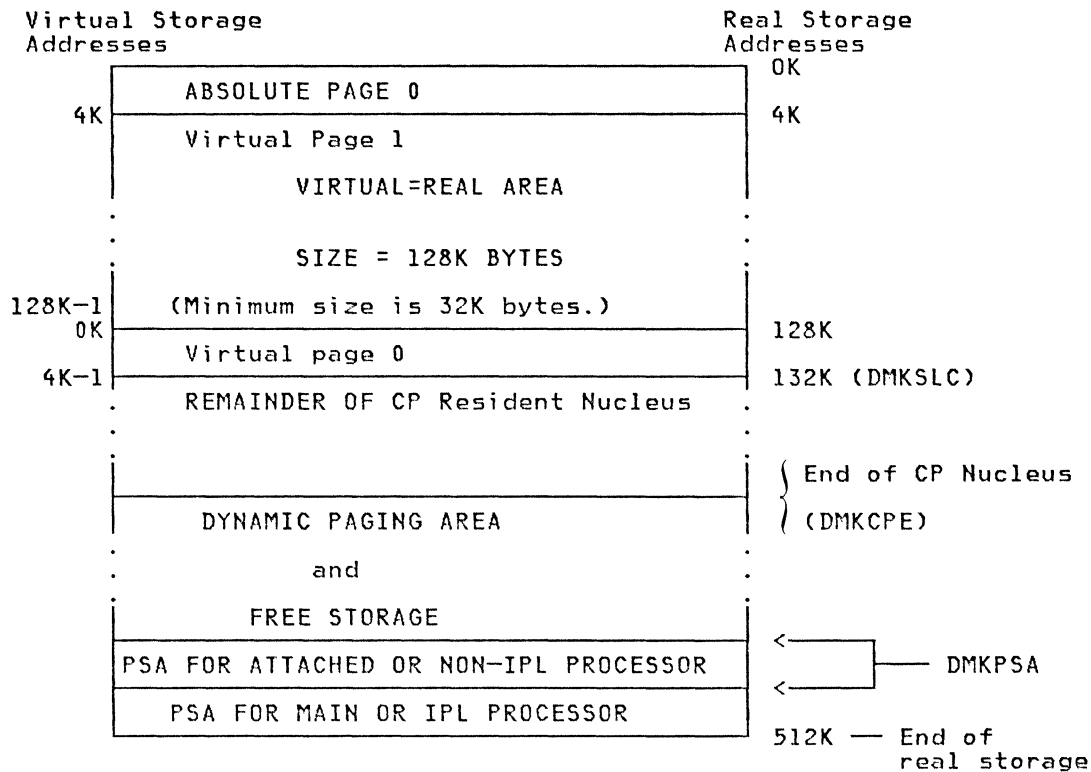 Virtual Storage Real Storage
Addresses Addresses
0K
ABSOLUTE PAGE 0
4K 4K
Virtual Page 1
VIRTUAL=REAL AREA
SIZE = 128K BYTES
128K-1 (Minimum size is 32K bytes.)
0K 128K
Virtual page 0
4K-1 132K (DMKSLC)
REMAINDER OF CP Resident Nucleus
End of CP Nucleus
DYNAMIC PAGING AREA (DMKCPE)
and
FREE STORAGE
PSA FOR ATTACHED OR NON-IPL PROCESSOR DMKPSA
PSA FOR MAIN OR IPL PROCESSOR
512K — End of
real storage